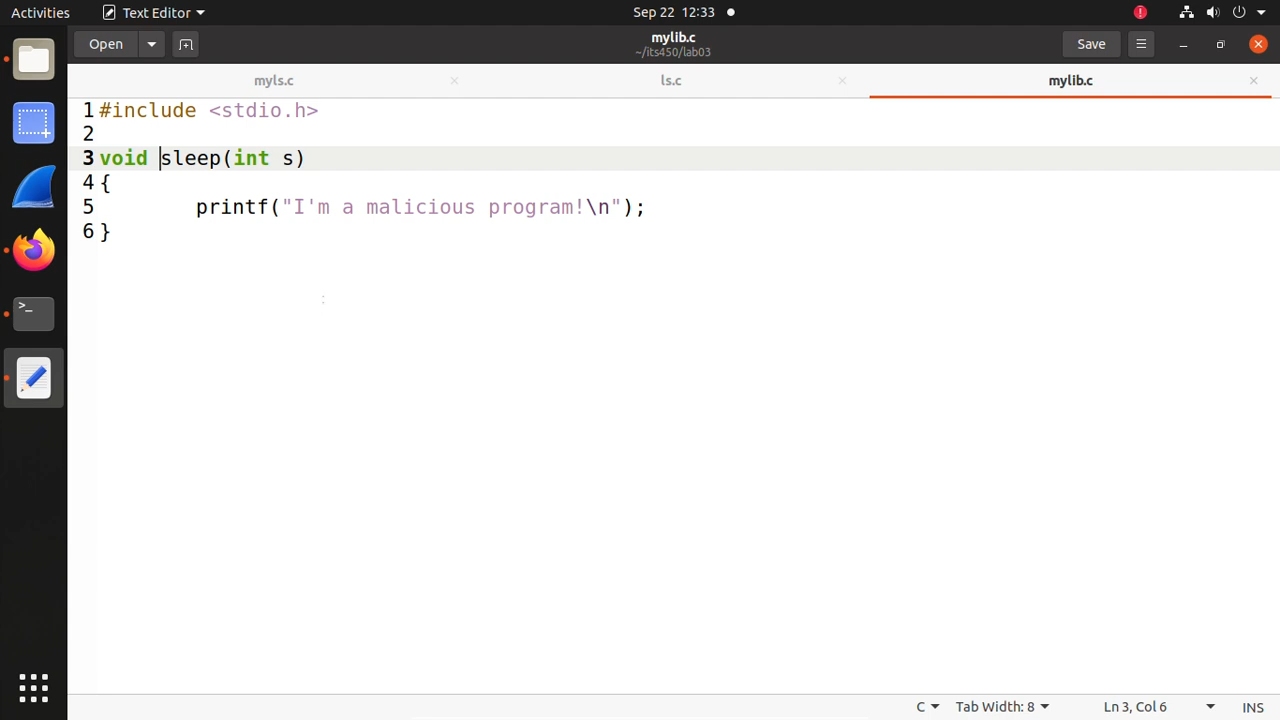 Activities Text Editor Sep 22 12:33
Open mylib.c Save
~/its450/lab03
myls.c ls.c mylib.c
1 #include <stdio.h>
2
3 void sleep(int s)
4 {
5 printf("I'm a malicious program!\n");
6 }
C Tab Width: 8 Ln 3, Col 6 INS